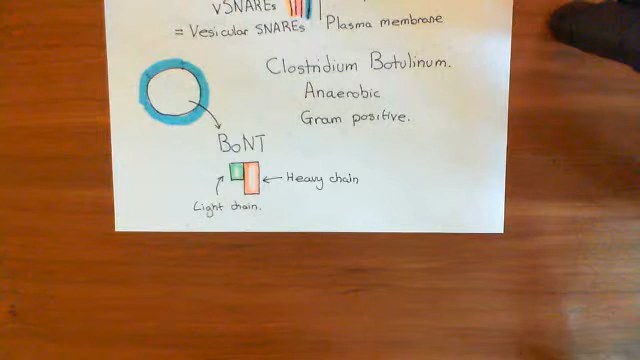 vSNAREs
= Vesicular SNAREs
Plasma membrane
Clostridium Botulinum.
Anaerobic
Gram positive.
BoNT
Heavy chain
Light chain.